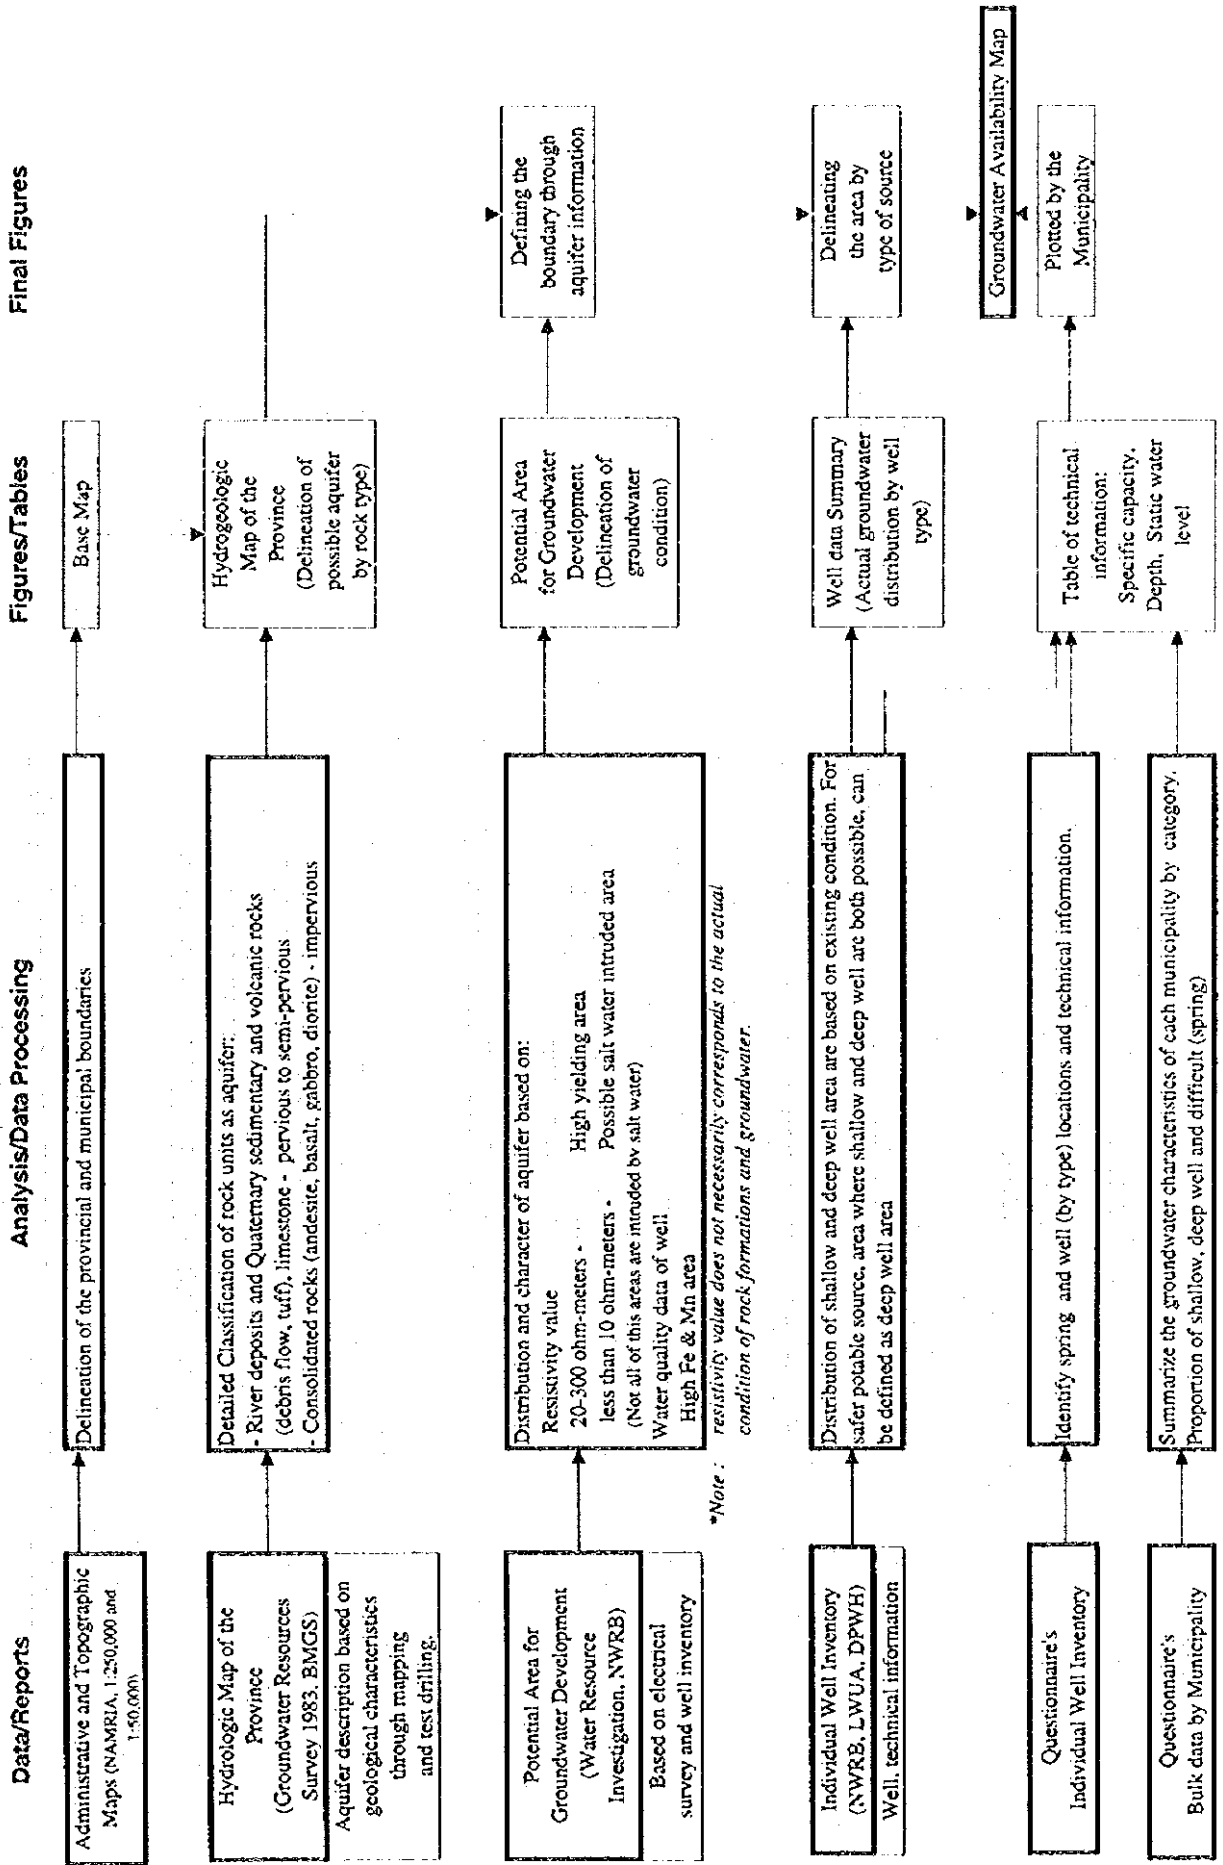 Data/Reports
Analysis/Data Processing
Figures/Tables
Final Figures
Administrative and Topographic
Maps (NAMRIA, 1:250,000 and
1:50,000)
Delineation of the provincial and municipal boundaries
Base Map
Hydrologic Map of the
Province
(Groundwater Resources
Survey 1983, BMGS)
Aquifer description based on
geological characteristics
through mapping
and test drilling.
Detailed Classification of rock units as aquifer:
- River deposits and Quaternary sedimentary and volcanic rocks
(debris flow, tuff), limestone - pervious to semi-pervious
- Consolidated rocks (andesite, basalt, gabbro, diorite) - impervious
Hydrogeologic
Map of the
Province
(Delineation of
possible aquifer
by rock type)
Potential Area for
Groundwater Development
(Water Resource
Investigation, NWRB)
Based on electrical
survey and well inventory
Distribution and character of aquifer based on:
Resistivity value
20-300 ohm-meters - High yielding area
less than 10 ohm-meters - Possible salt water intruded area
(Not all of this areas are intruded by salt water)
Water quality data of well
High Fe & Mn area
*Note : resistivity value does not necessarily corresponds to the actual
condition of rock formations and groundwater.
Potential Area
for Groundwater
Development
(Delineation of
groundwater
condition)
Defining the
boundary through
aquifer information
Individual Well Inventory
(NWRB, LWUA, DPWH)
Well, technical information
Distribution of shallow and deep well area are based on existing condition. For
safer potable source, area where shallow and deep well are both possible, can
be defined as deep well area
Well data Summary
(Actual groundwater
distribution by well
type)
Delineating
the area by
type of source
Groundwater Availability Map
Questionnaire's
Individual Well Inventory
Identify spring and well (by type) locations and technical information.
Table of technical
information:
Specific capacity,
Depth, Static water
level
Plotted by the
Municipality
Questionnaire's
Bulk data by Municipality
Summarize the groundwater characteristics of each municipality by category.
Proportion of shallow, deep well and difficult (spring)